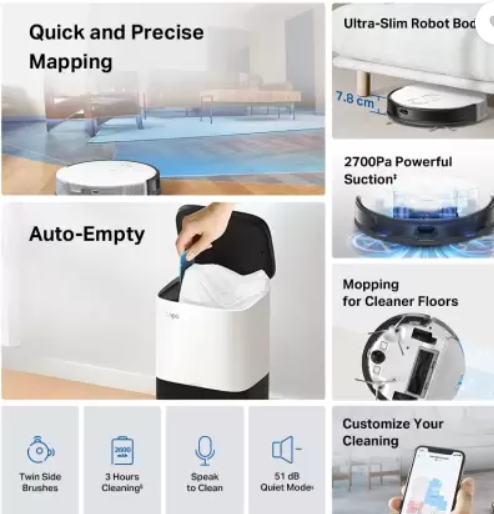 Quick and Precise
Mapping
Ultra-Slim Robot
7.8 cm
2700Pa Powerful
Suction‡
Auto-Empty
Mopping
for Cleaner Floors
Customize Your
Cleaning
2600
mAh
Twin Side
Brushes
3 Hours
Cleaning§
Speak
to Clean
51 dB
Quiet Mode